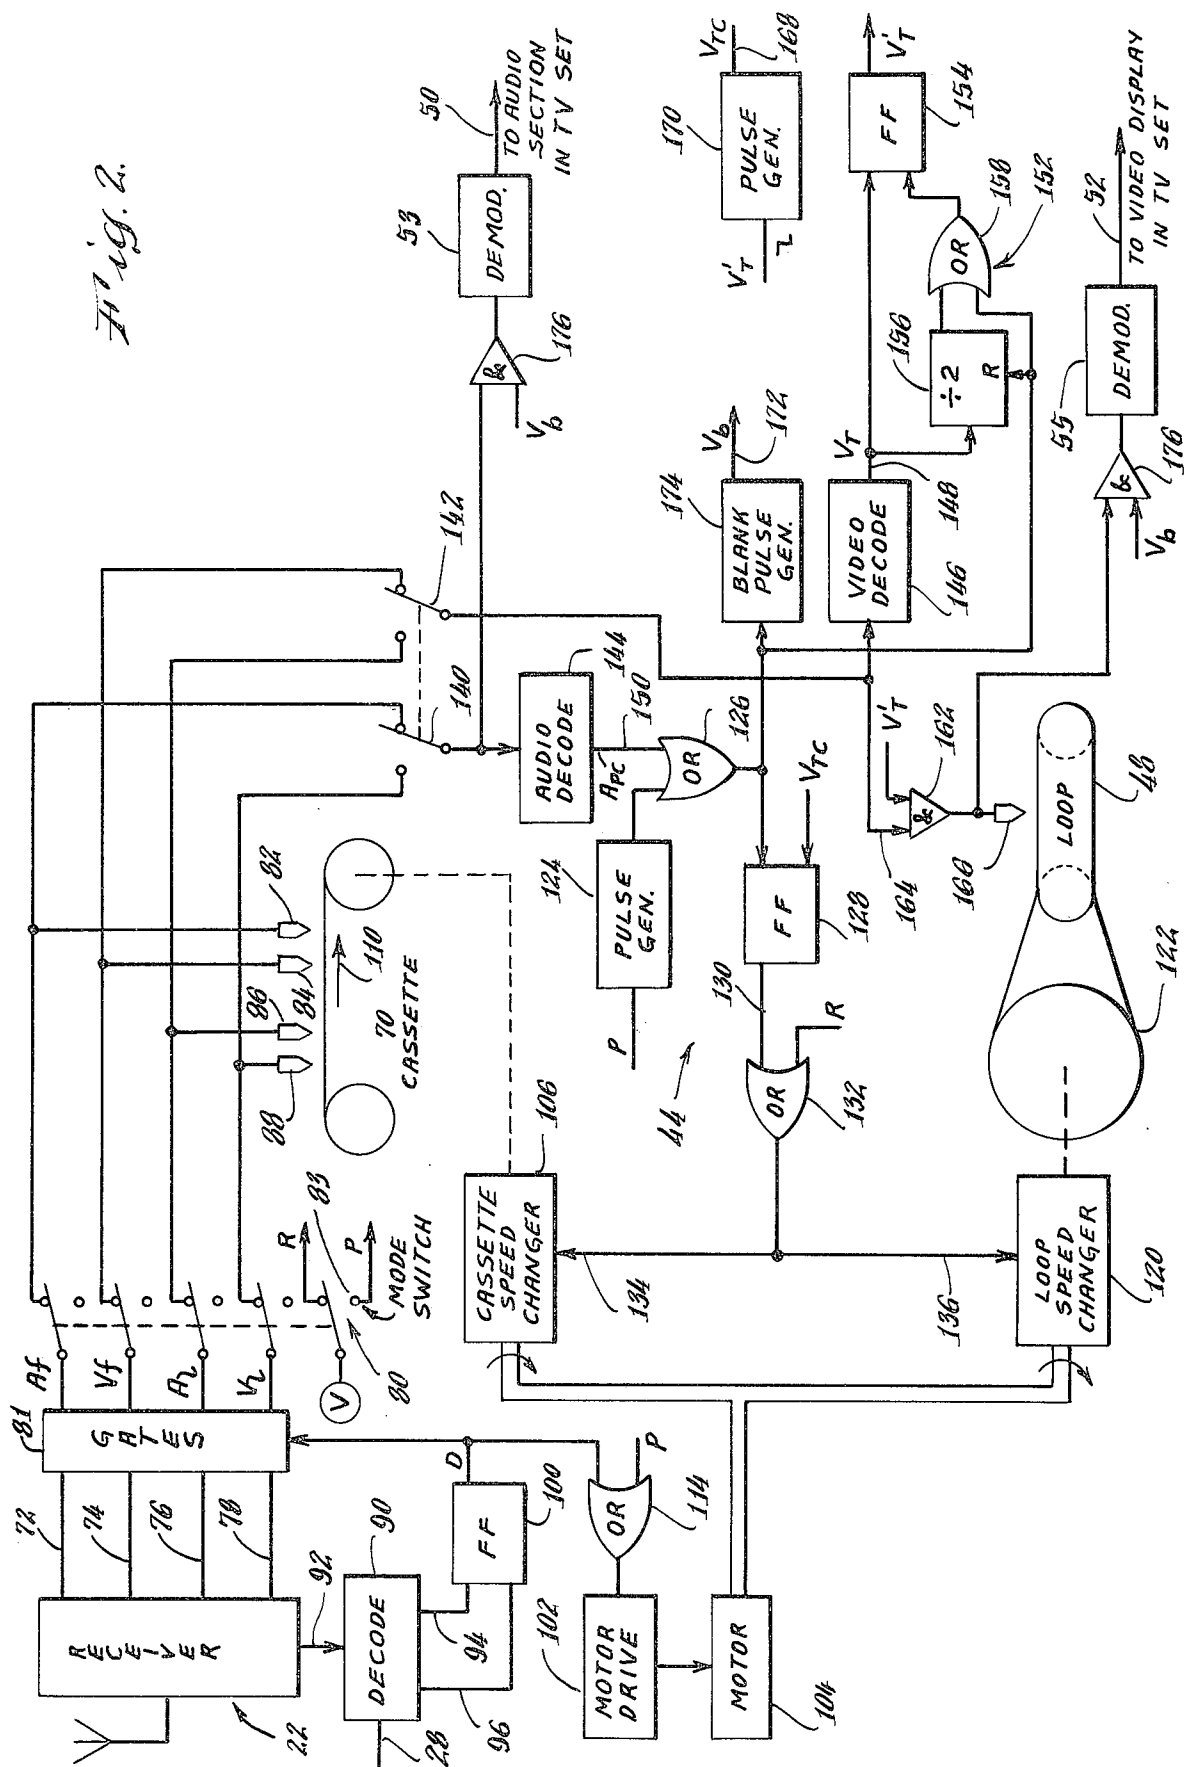 Fig. 2.
22
RECEIVER
72
74
76
78
81
GATES
Af
Vf
Ar
Vr
V
80
R
P
83
MODE
SWITCH
92
28
DECODE
90
94
96
FF
100
D
OR
P
114
102
MOTOR
DRIVE
MOTOR
104
88
86
84
82
110
70
CASSETTE
CASSETTE
SPEED
CHANGER
106
134
136
LOOP
SPEED
CHANGER
120
122
LOOP
48
44
P
124
PULSE
GEN.
OR
126
130
FF
128
VTC
OR
132
R
140
142
AUDIO
DECODE
144
APC
150
V'T
&
162
164
166
174
BLANK
PULSE
GEN.
Vb
172
VIDEO
DECODE
146
VT
148
÷2
R
156
OR
158
152
FF
154
V'T
V'T
2
170
PULSE
GEN.
VTC
168
&
Vb
176
53
DEMOD.
50
TO AUDIO
SECTION
IN TV SET
&
Vb
176
55
DEMOD.
52
TO VIDEO DISPLAY
IN TV SET